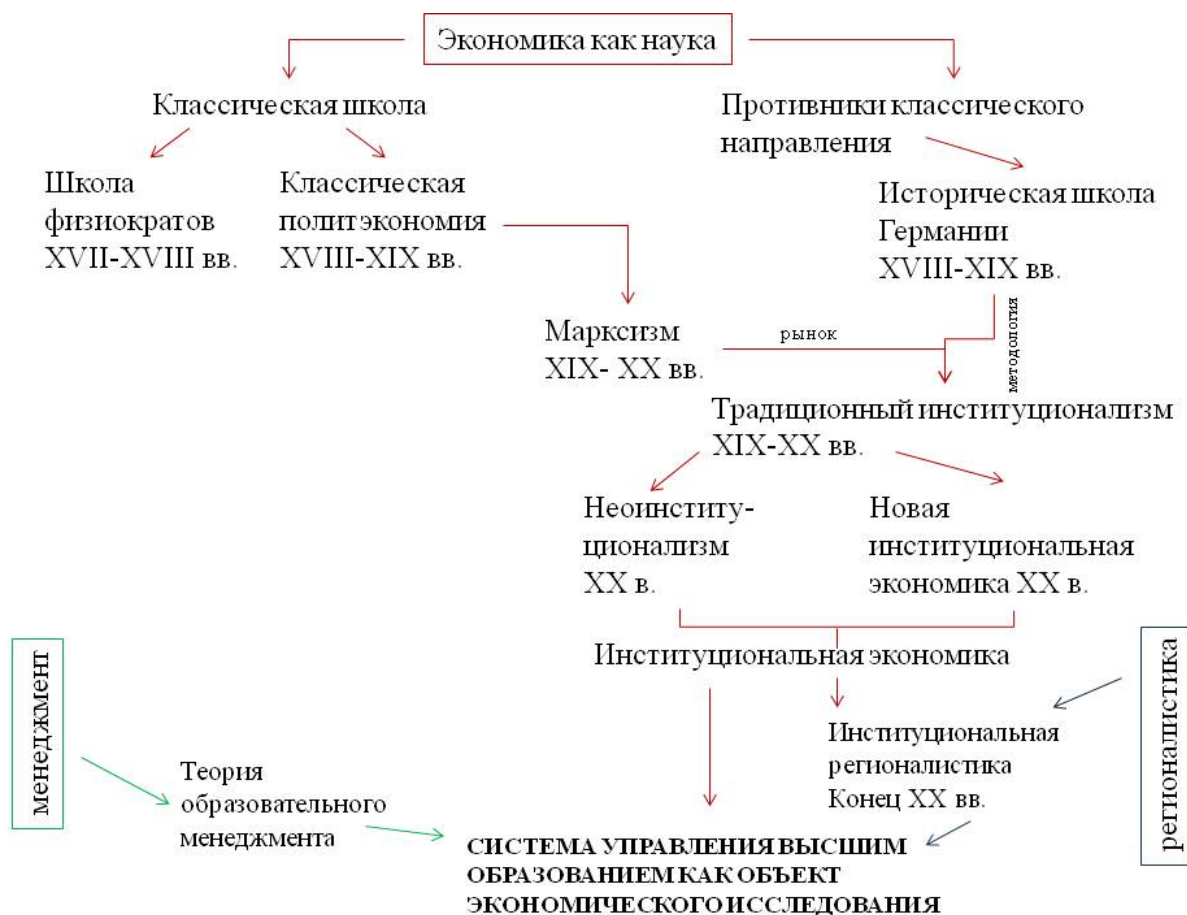 Экономика как наука
Классическая школа
Противники классического
направления
Школа
физиократов
XVII-XVIII вв.
Классическая
политэкономия
XVIII-XIX вв.
Историческая школа
Германии
XVIII-XIX вв.
Марксизм
XIX- XX вв.
рынок
методология
Традиционный институционализм
XIX-XX вв.
Неоинститу-
ционализм
XX в.
Новая
институциональная
экономика XX в.
Институциональная экономика
менеджмент
регионалистика
Институциональная
регионалистика
Конец XX вв.
Теория
образовательного
менеджмента
СИСТЕМА УПРАВЛЕНИЯ ВЫСШИМ
ОБРАЗОВАНИЕМ КАК ОБЪЕКТ
ЭКОНОМИЧЕСКОГО ИССЛЕДОВАНИЯ